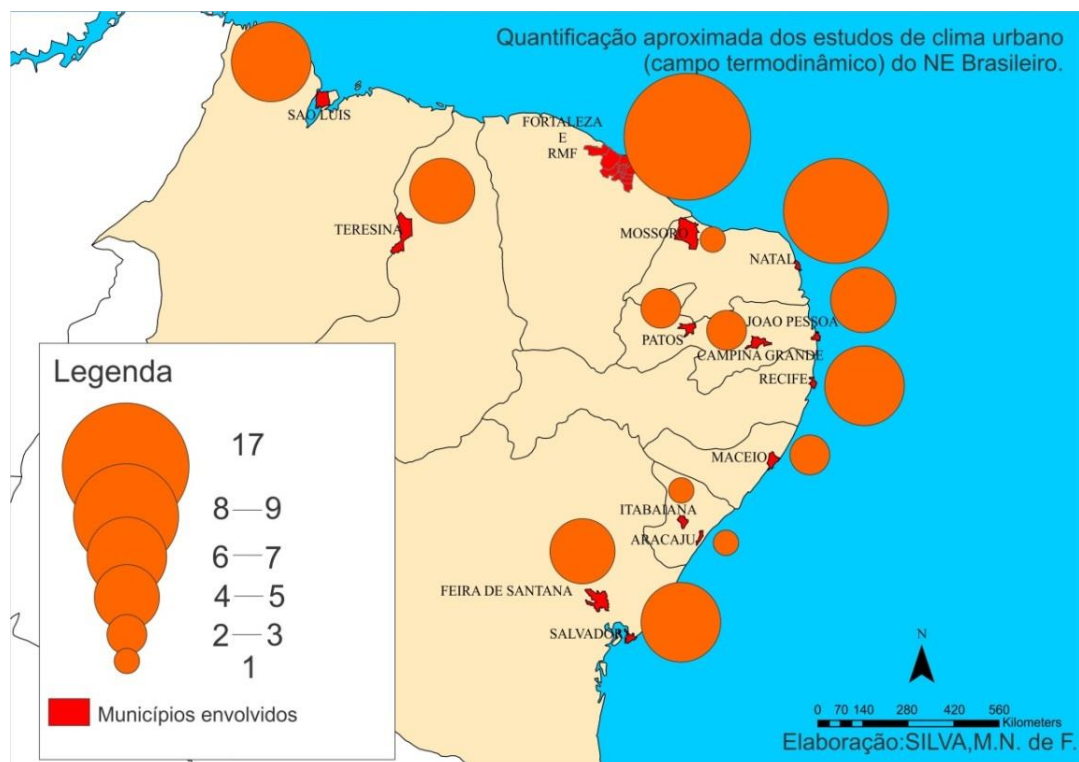 Quantificação aproximada dos estudos de clima urbano
(campo termodinâmico) do NE Brasileiro.
SAO LUIS
FORTALEZA
E
RMF
TERESINA
MOSSORO
NATAL
JOAO PESSOA
PATOS
CAMPINA GRANDE
RECIFE
MACEIO
ITABAIANA
ARACAJU
FEIRA DE SANTANA
SALVADOR
Legenda
17
8—9
6—7
4—5
2—3
1
Municípios envolvidos
N
0 70 140 280 420 560
Kilometers
Elaboração:SILVA,M.N. de F.